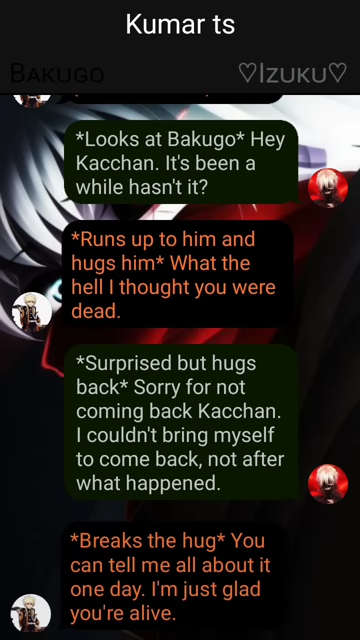 Kumar ts
Bakugo
♡Izuku♡
*Looks at Bakugo* Hey
Kacchan. It's been a
while hasn't it?
*Runs up to him and
hugs him* What the
hell I thought you were
dead.
*Surprised but hugs
back* Sorry for not
coming back Kacchan.
I couldn't bring myself
to come back, not after
what happened.
*Breaks the hug* You
can tell me all about it
one day. I'm just glad
you're alive.